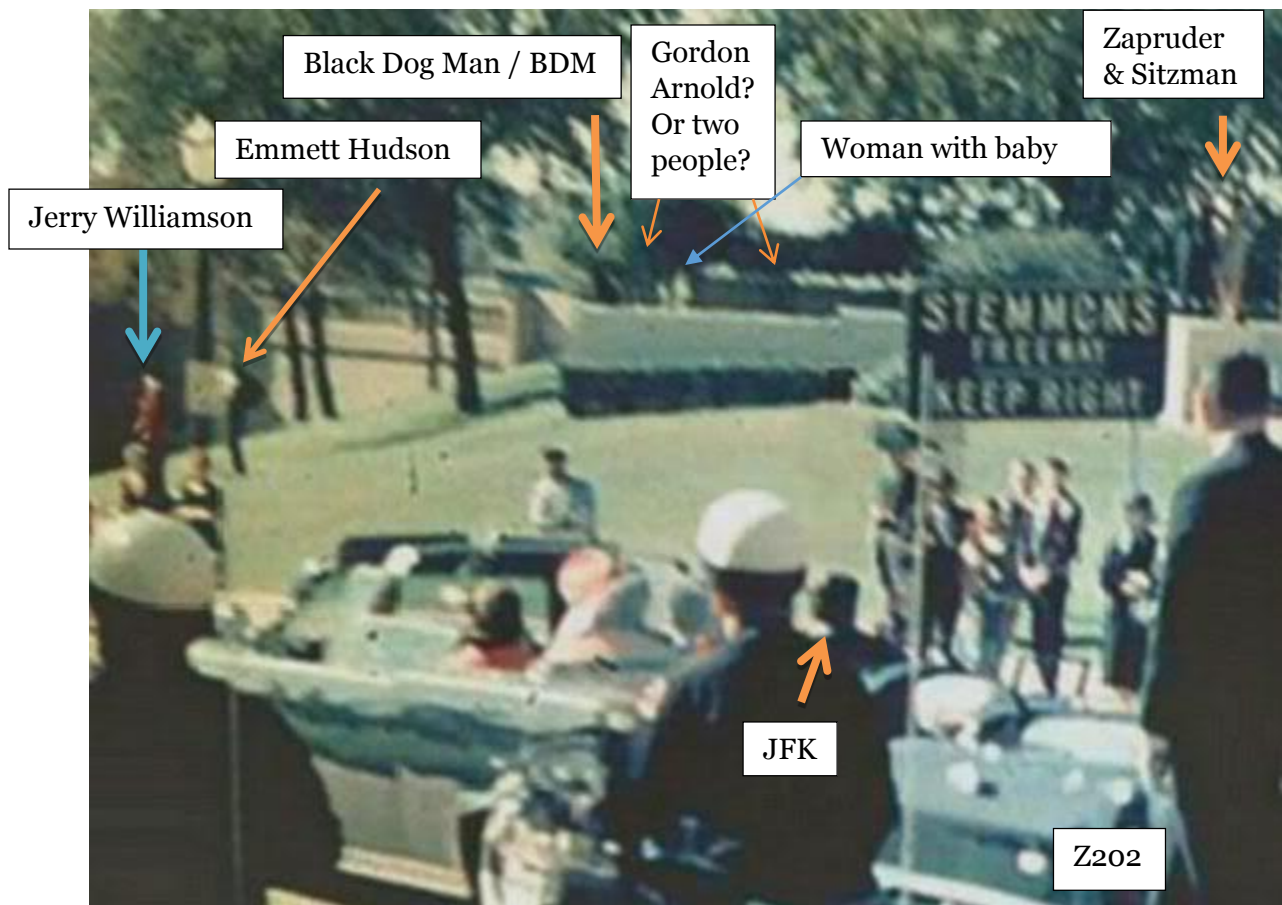 Black Dog Man / BDM
Gordon
Arnold?
Or two
people?
Zapruder
& Sitzman
Emmett Hudson
Woman with baby
Jerry Williamson
STEMMONS
FREEWAY
KEEP RIGHT
JFK
Z202